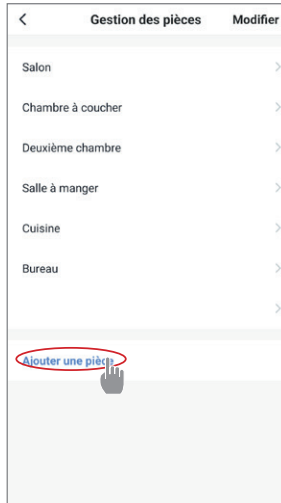 Gestion des pièces Modifier
Salon
Chambre à coucher
Deuxième chambre
Salle à manger
Cuisine
Bureau
Ajouter une pièce